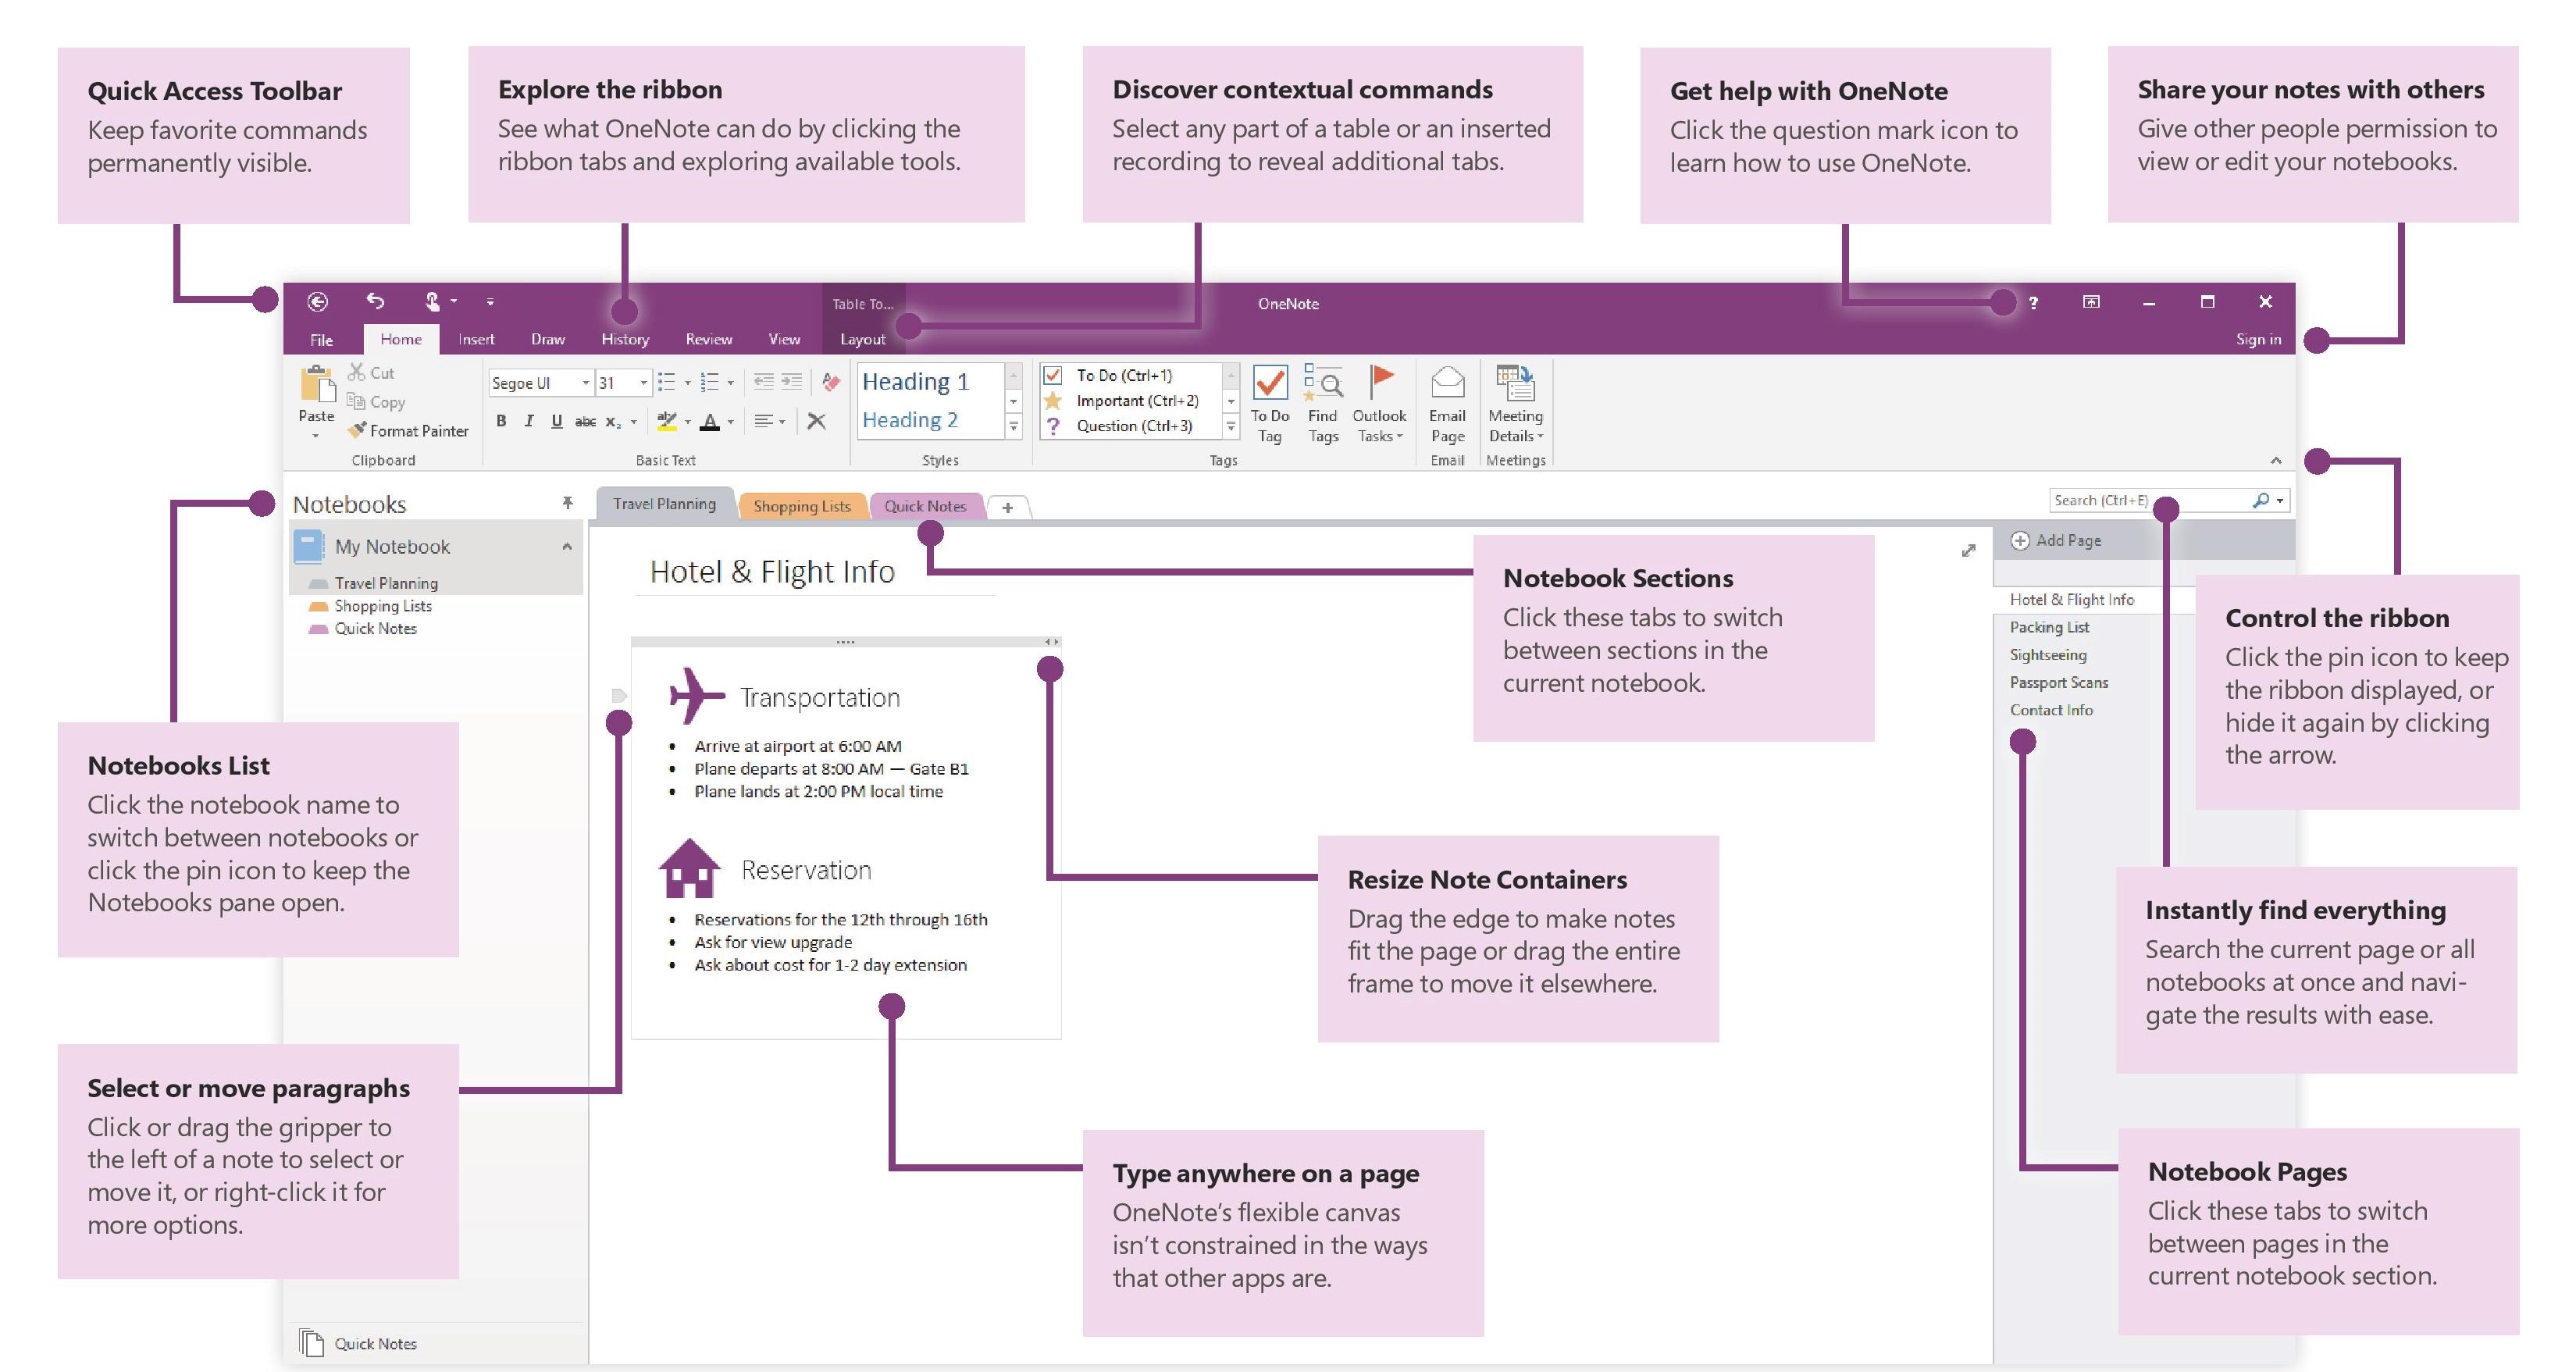 Quick Access Toolbar
Keep favorite commands
permanently visible.
Explore the ribbon
See what OneNote can do by clicking the
ribbon tabs and exploring available tools.
Discover contextual commands
Select any part of a table or an inserted
recording to reveal additional tabs.
Get help with OneNote
Click the question mark icon to
learn how to use OneNote.
Share your notes with others
Give other people permission to
view or edit your notebooks.
Table To...
OneNote
?
File Home Insert Draw History Review View Layout
Sign in
Paste
Cut
Copy
Format Painter
Clipboard
Segoe UI 31
B I U abc x₂ aby A
Basic Text
Heading 1
Heading 2
Styles
To Do (Ctrl+1)
Important (Ctrl+2)
? Question (Ctrl+3)
To Do
Tag
Find
Tags
Outlook
Tasks
Tags
Email
Page
Email
Meeting
Details
Meetings
Notebooks
My Notebook
Travel Planning
Shopping Lists
Quick Notes
Travel Planning
Shopping Lists
Quick Notes
+
Search (Ctrl+E)
Hotel & Flight Info
Transportation
• Arrive at airport at 6:00 AM
• Plane departs at 8:00 AM — Gate B1
• Plane lands at 2:00 PM local time
Reservation
• Reservations for the 12th through 16th
• Ask for view upgrade
• Ask about cost for 1-2 day extension
Add Page
Hotel & Flight Info
Packing List
Sightseeing
Passport Scans
Contact Info
Notebook Sections
Click these tabs to switch
between sections in the
current notebook.
Control the ribbon
Click the pin icon to keep
the ribbon displayed, or
hide it again by clicking
the arrow.
Notebooks List
Click the notebook name to
switch between notebooks or
click the pin icon to keep the
Notebooks pane open.
Resize Note Containers
Drag the edge to make notes
fit the page or drag the entire
frame to move it elsewhere.
Instantly find everything
Search the current page or all
notebooks at once and navi-
gate the results with ease.
Select or move paragraphs
Click or drag the gripper to
the left of a note to select or
move it, or right-click it for
more options.
Type anywhere on a page
OneNote’s flexible canvas
isn’t constrained in the ways
that other apps are.
Notebook Pages
Click these tabs to switch
between pages in the
current notebook section.
Quick Notes